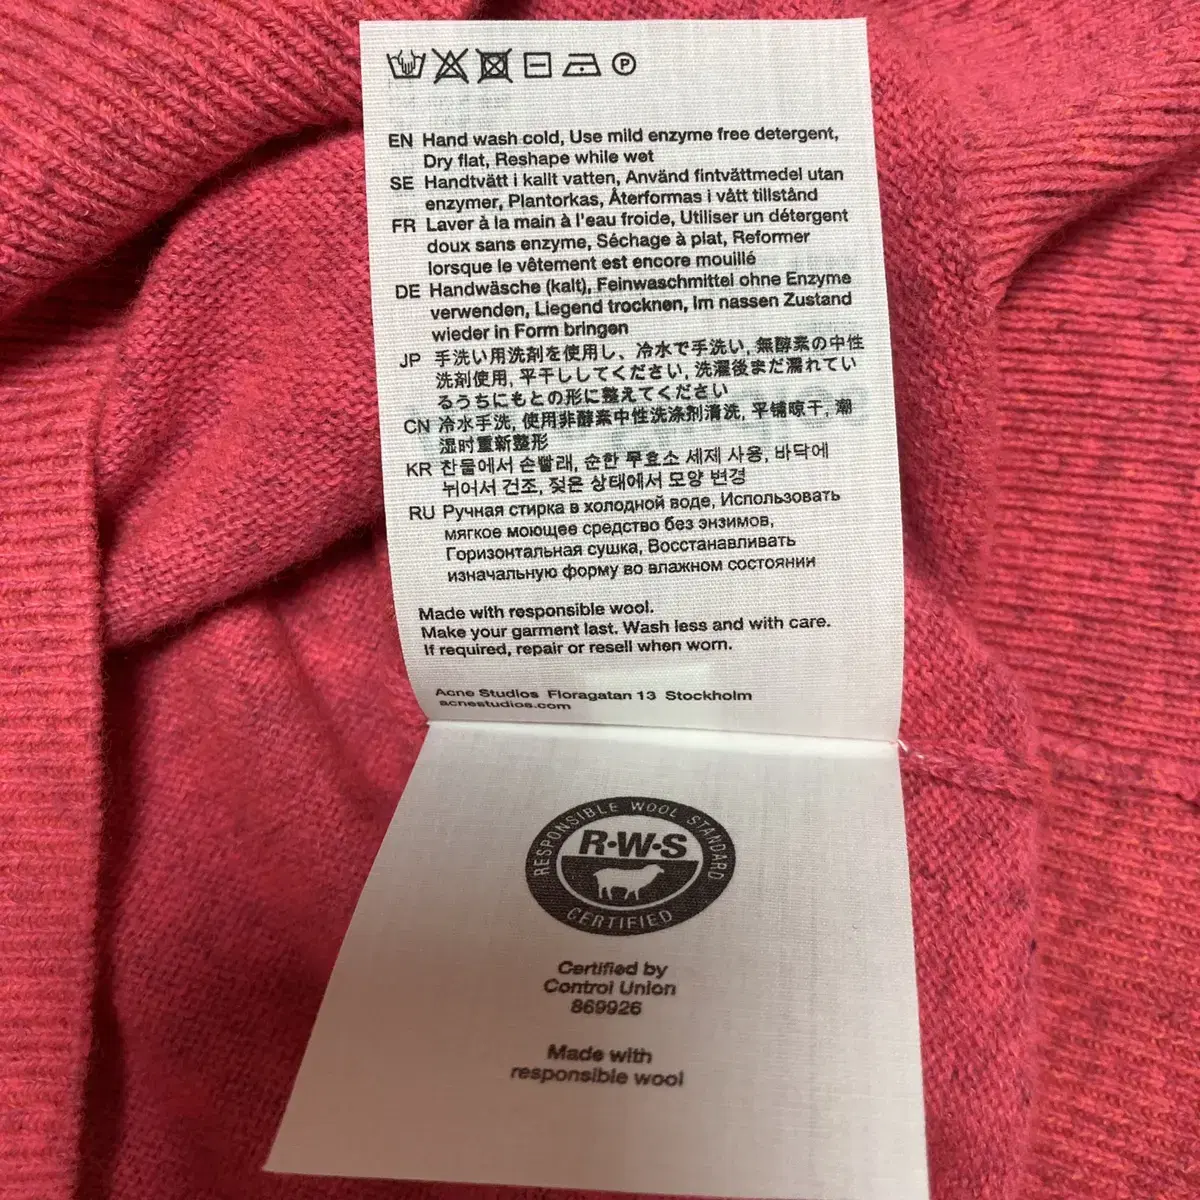 EN Hand wash cold, Use mild enzyme free detergent,
Dry flat, Reshape while wet
SE Handtvätt i kallt vatten, Använd fintvättmedel utan
enzymer, Plantorkas, Återformas i vått tillstånd
FR Laver à la main à l'eau froide, Utiliser un détergent
doux sans enzyme, Séchage à plat, Reformer
lorsque le vêtement est encore mouillé
DE Handwäsche (kalt), Feinwaschmittel ohne Enzyme
verwenden, Liegend trocknen, Im nassen Zustand
wieder in Form bringen
JP 手洗い用洗剤を使用し、冷水で手洗い, 無酵素の中性
洗剤使用, 平干ししてください, 洗濯後まだ濡れてい
るうちにもとの形に整えてください
CN 冷水手洗, 使用非酵素中性洗涤剂清洗, 平铺晾干, 潮
湿时重新整形
KR 찬물에서 손빨래, 순한 무효소 세제 사용, 바닥에
뉘어서 건조, 젖은 상태에서 모양 변경
RU Ручная стирка в холодной воде, Использовать
мягкое моющее средство без энзимов,
Горизонтальная сушка, Восстанавливать
изначальную форму во влажном состоянии
Made with responsible wool.
Make your garment last. Wash less and with care.
If required, repair or resell when worn.
Acne Studios Floragatan 13 Stockholm
acnestudios.com
RESPONSIBLE WOOL STANDARD
R·W·S
CERTIFIED
Certified by
Control Union
869926
Made with
responsible wool